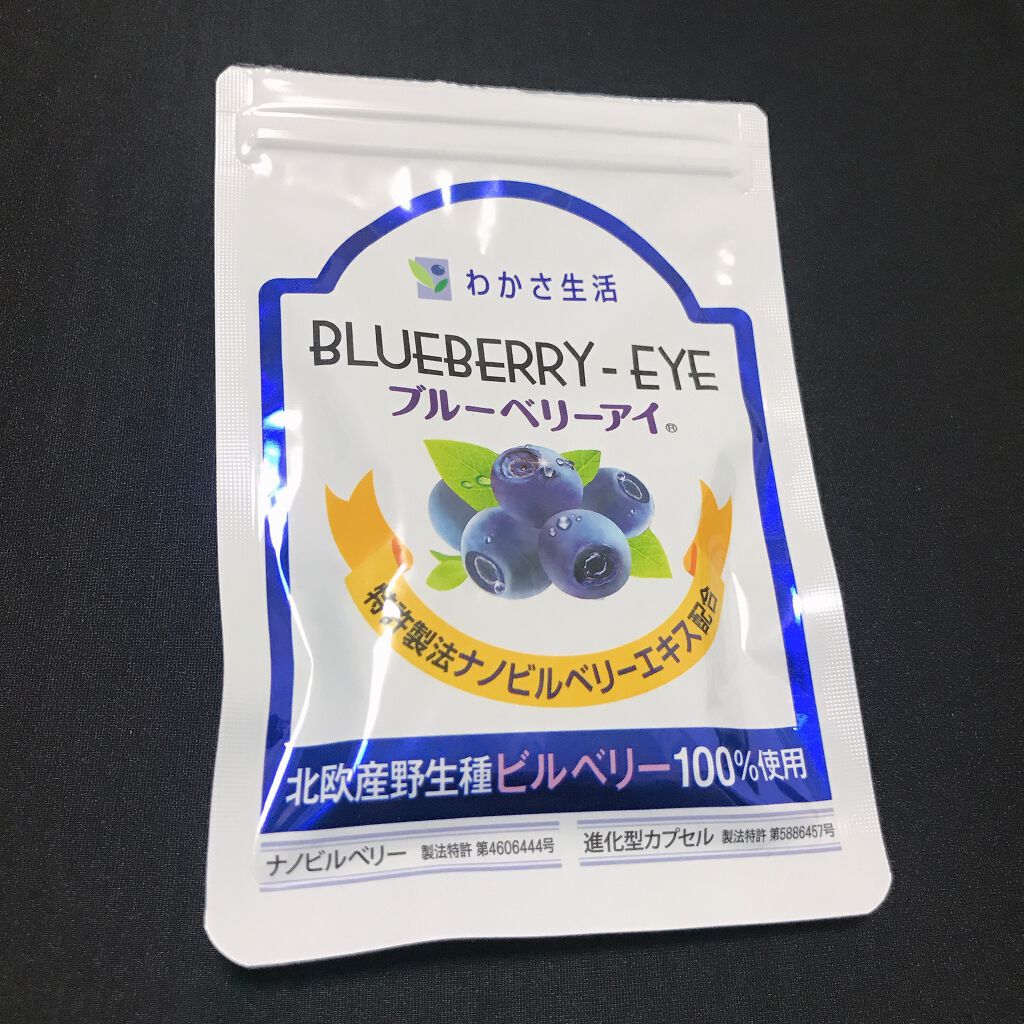 わかさ生活
BLUEBERRY-EYE
ブルーベリーアイ®
特許製法ナノビルベリーエキス配合
北欧産野生種ビルベリー100%使用
ナノビルベリー 製法特許 第4606444号
進化型カプセル 製法特許 第5886457号